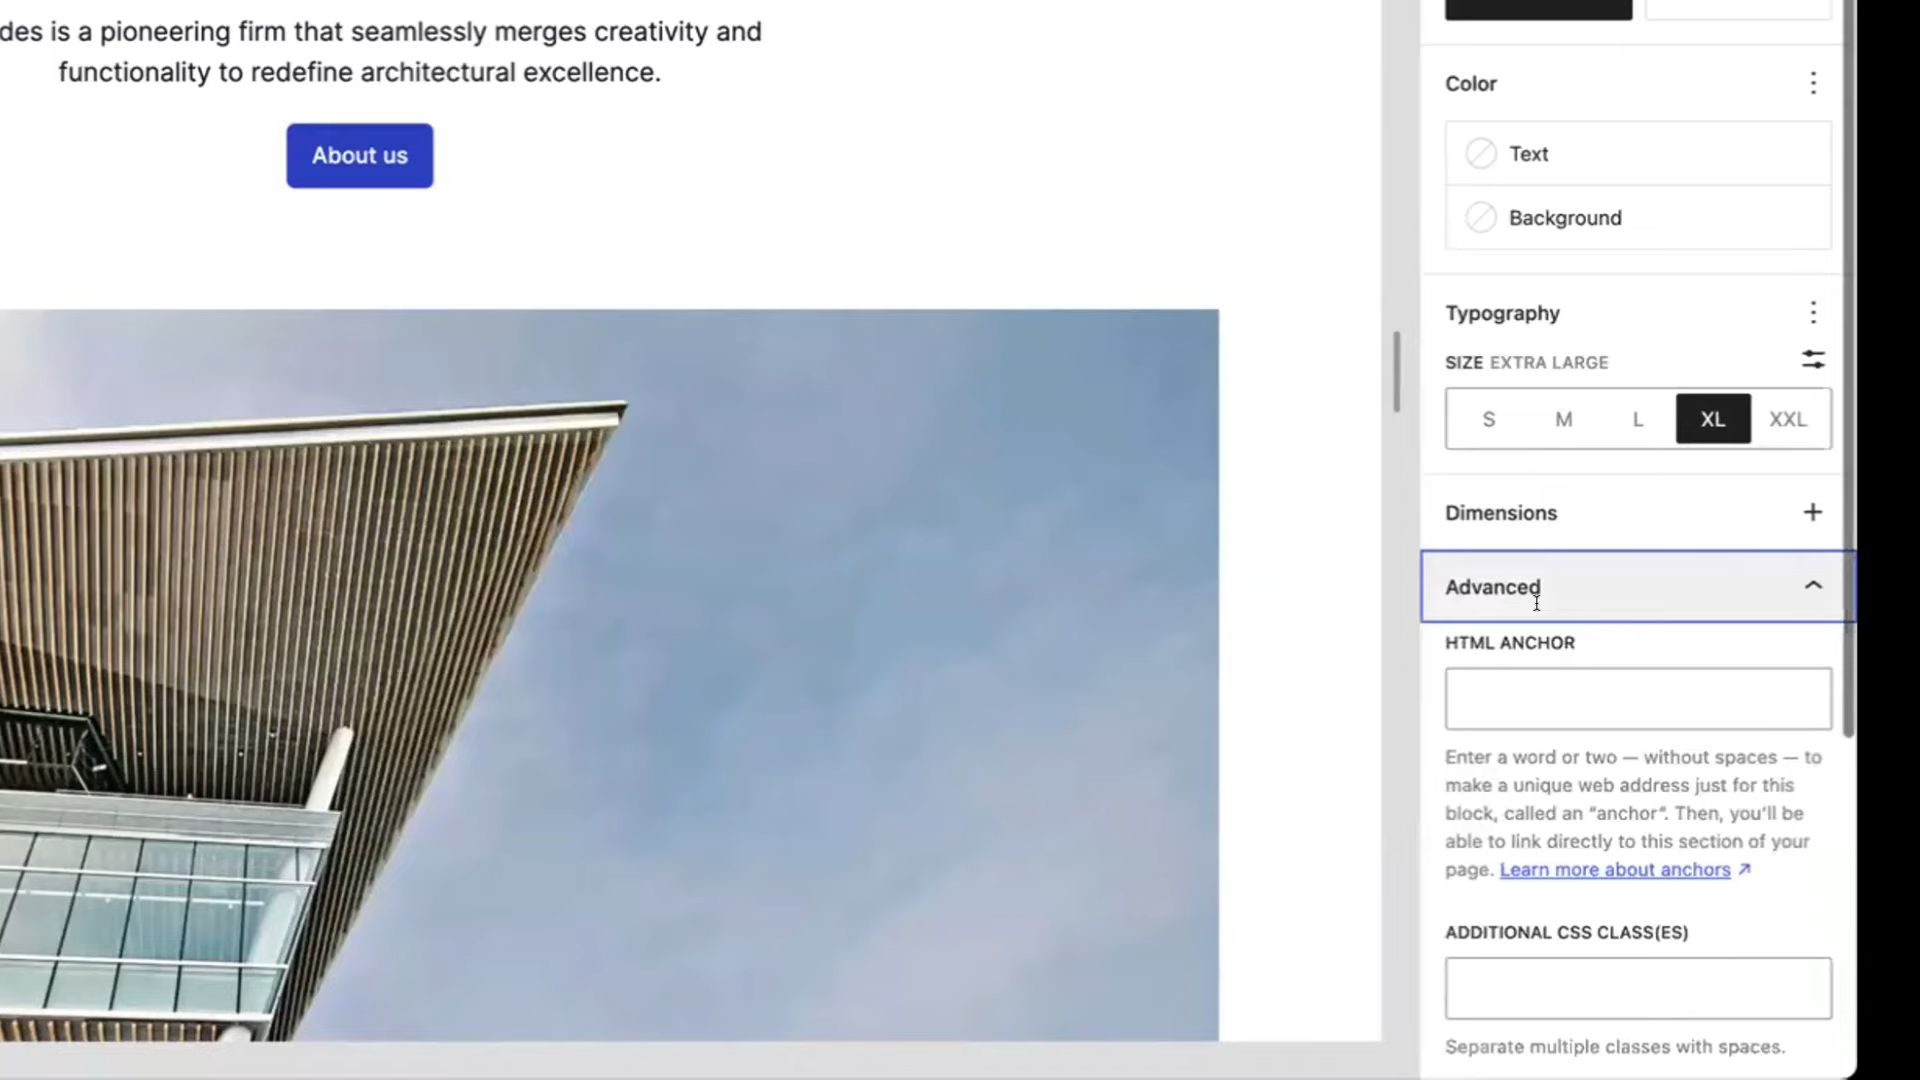 des is a pioneering firm that seamlessly merges creativity and
functionality to redefine architectural excellence.
About us
Color
Text
Background
Typography
SIZE EXTRA LARGE
S M L XL XXL
Dimensions
Advanced
HTML ANCHOR
Enter a word or two — without spaces — to
make a unique web address just for this
block, called an “anchor”. Then, you’ll be
able to link directly to this section of your
page. Learn more about anchors ↗
ADDITIONAL CSS CLASS(ES)
Separate multiple classes with spaces.